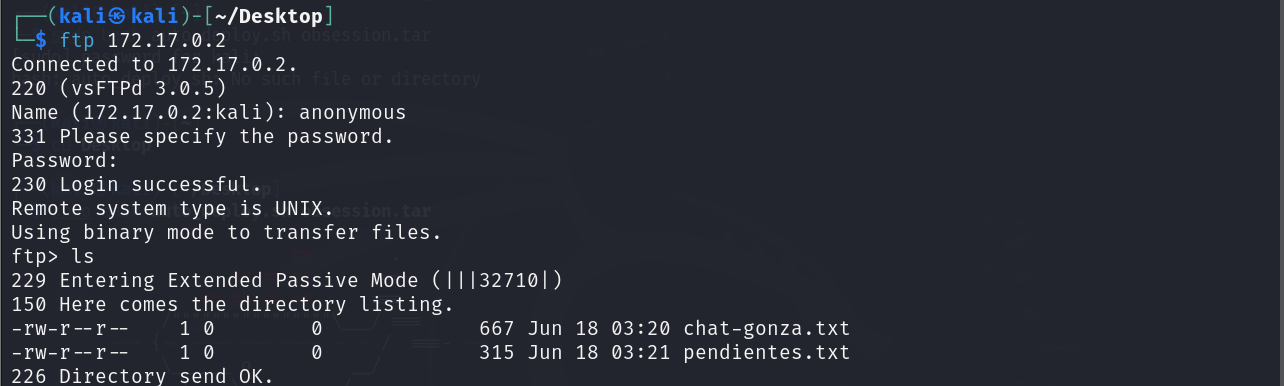 ┌──(kali㉿kali)-[~/Desktop]
└─$ ftp 172.17.0.2
Connected to 172.17.0.2.
220 (vsFTPd 3.0.5)
Name (172.17.0.2:kali): anonymous
331 Please specify the password.
Password:
230 Login successful.
Remote system type is UNIX.
Using binary mode to transfer files.
ftp> ls
229 Entering Extended Passive Mode (|||32710|)
150 Here comes the directory listing.
-rw-r--r--    1 0        0             667 Jun 18 03:20 chat-gonza.txt
-rw-r--r--    1 0        0             315 Jun 18 03:21 pendientes.txt
226 Directory send OK.